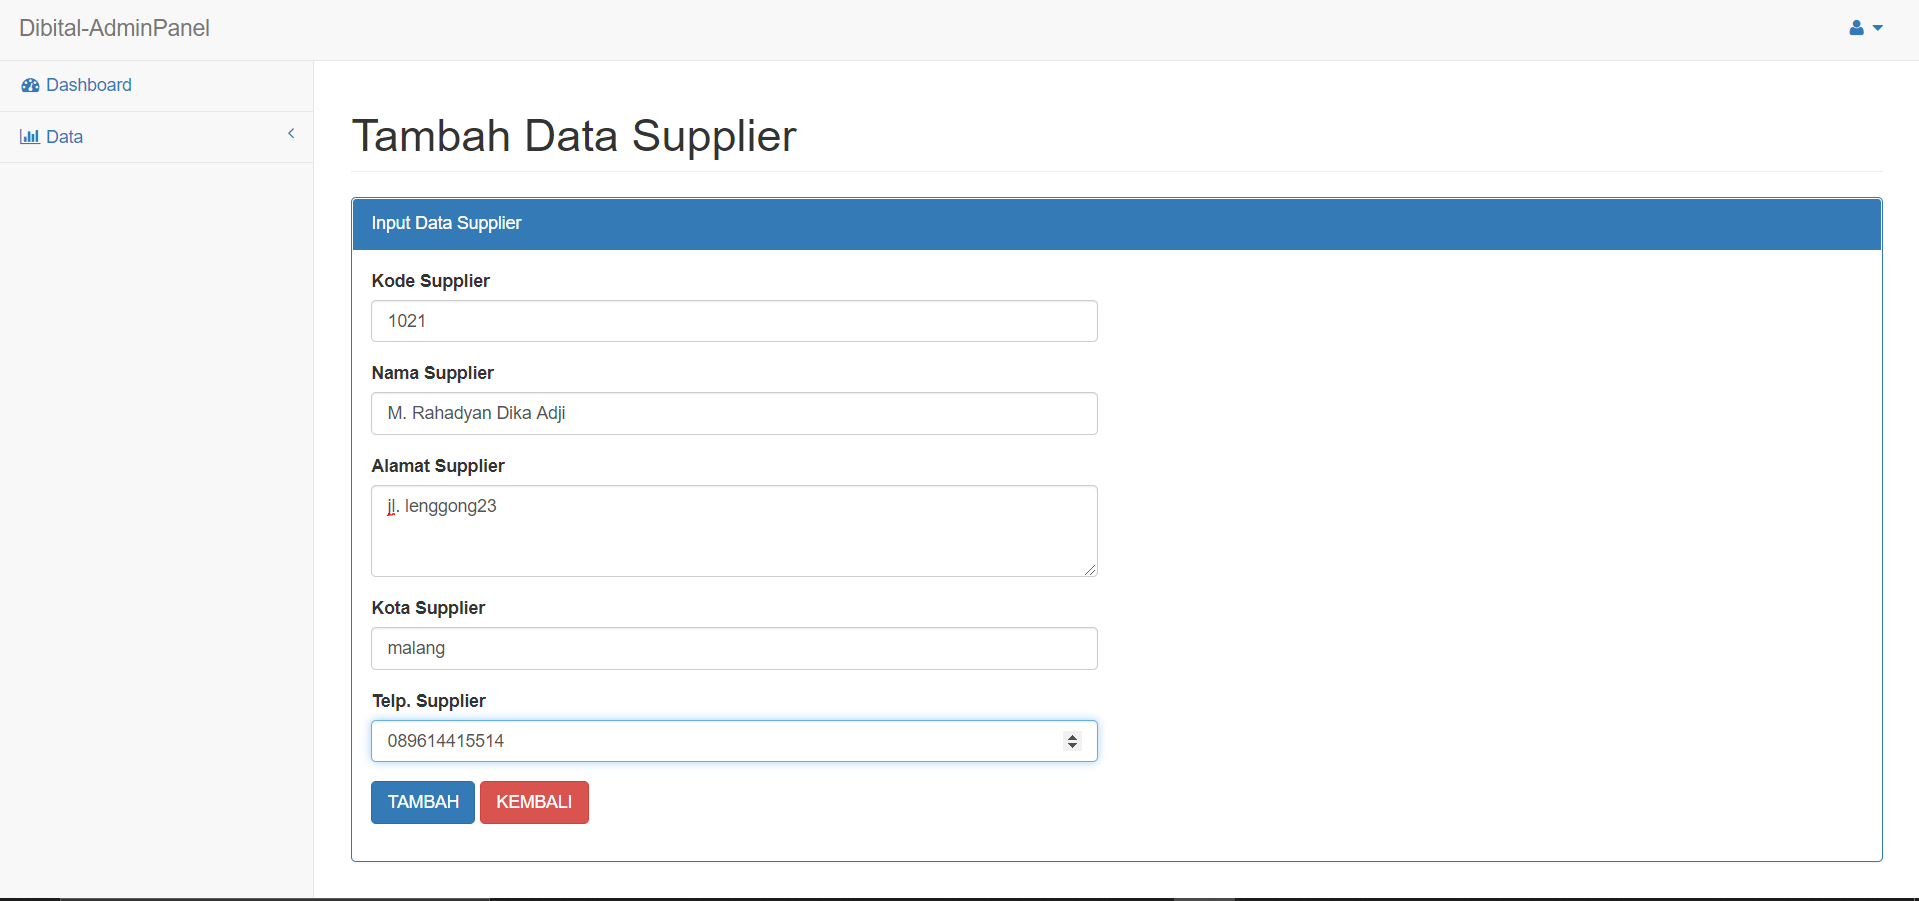 Dibital-AdminPanel
Dashboard
Data
Tambah Data Supplier
Input Data Supplier
Kode Supplier
1021
Nama Supplier
M. Rahadyan Dika Adji
Alamat Supplier
jl. lenggong23
Kota Supplier
malang
Telp. Supplier
089614415514
TAMBAH KEMBALI